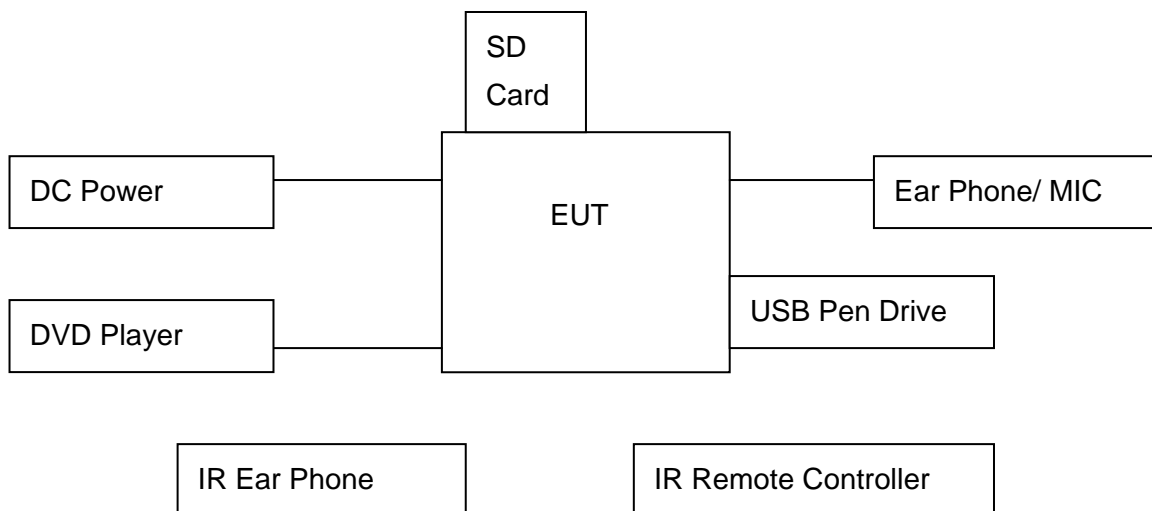 SD
Card
DC Power
EUT
Ear Phone/ MIC
USB Pen Drive
DVD Player
IR Ear Phone
IR Remote Controller